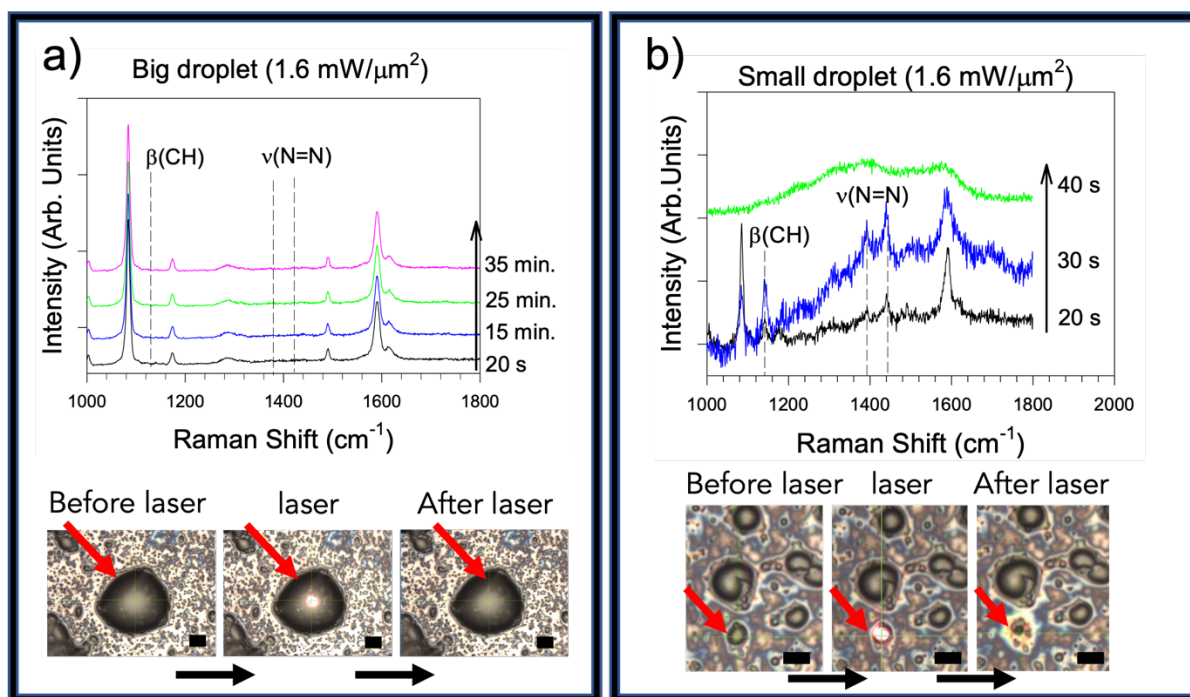 a)
Big droplet (1.6 mW/μm²)
Intensity (Arb. Units)
β(CH)
ν(N=N)
35 min.
25 min.
15 min.
20 s
1000 1200 1400 1600 1800
Raman Shift (cm⁻¹)
Before laser
laser
After laser
b)
Small droplet (1.6 mW/μm²)
Intensity (Arb.Units)
ν(N=N)
β(CH)
40 s
30 s
20 s
1000 1200 1400 1600 1800 2000
Raman Shift (cm⁻¹)
Before laser
laser
After laser